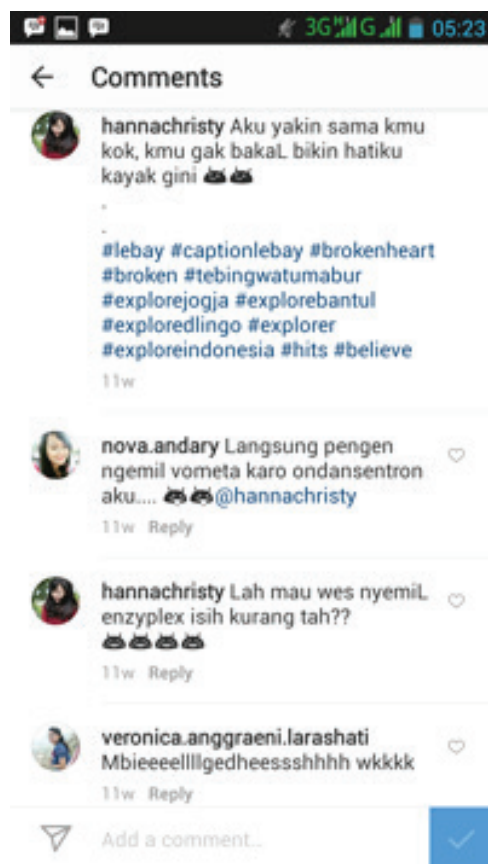 3G H G 05:23
Comments
hannachristy Aku yakin sama kmu
kok, kmu gak bakaL bikin hatiku
kayak gini
.
.
#lebay #captionlebay #brokenheart
#broken #tebingwatumabur
#explorejogja #explorebantul
#exploredlingo #explorer
#exploreindonesia #hits #believe
11w
nova.andary Langsung pengen
ngemil vometa karo ondansentron
aku.... @hannachristy
11w Reply
hannachristy Lah mau wes nyemiL
enzyplex isih kurang tah??
11w Reply
veronica.anggraeni.larashati
Mbieeeellllgedheessshhhh wkkkk
11w Reply
Add a comment...